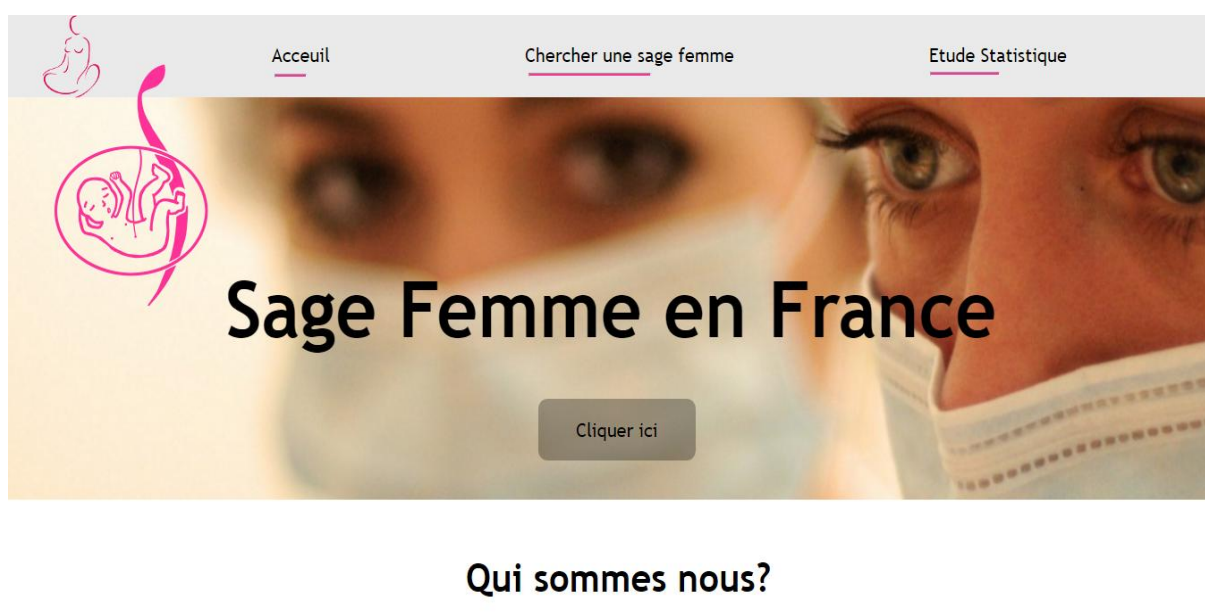 Acceuil
Chercher une sage femme
Etude Statistique
Sage Femme en France
Cliquer ici
Qui sommes nous?